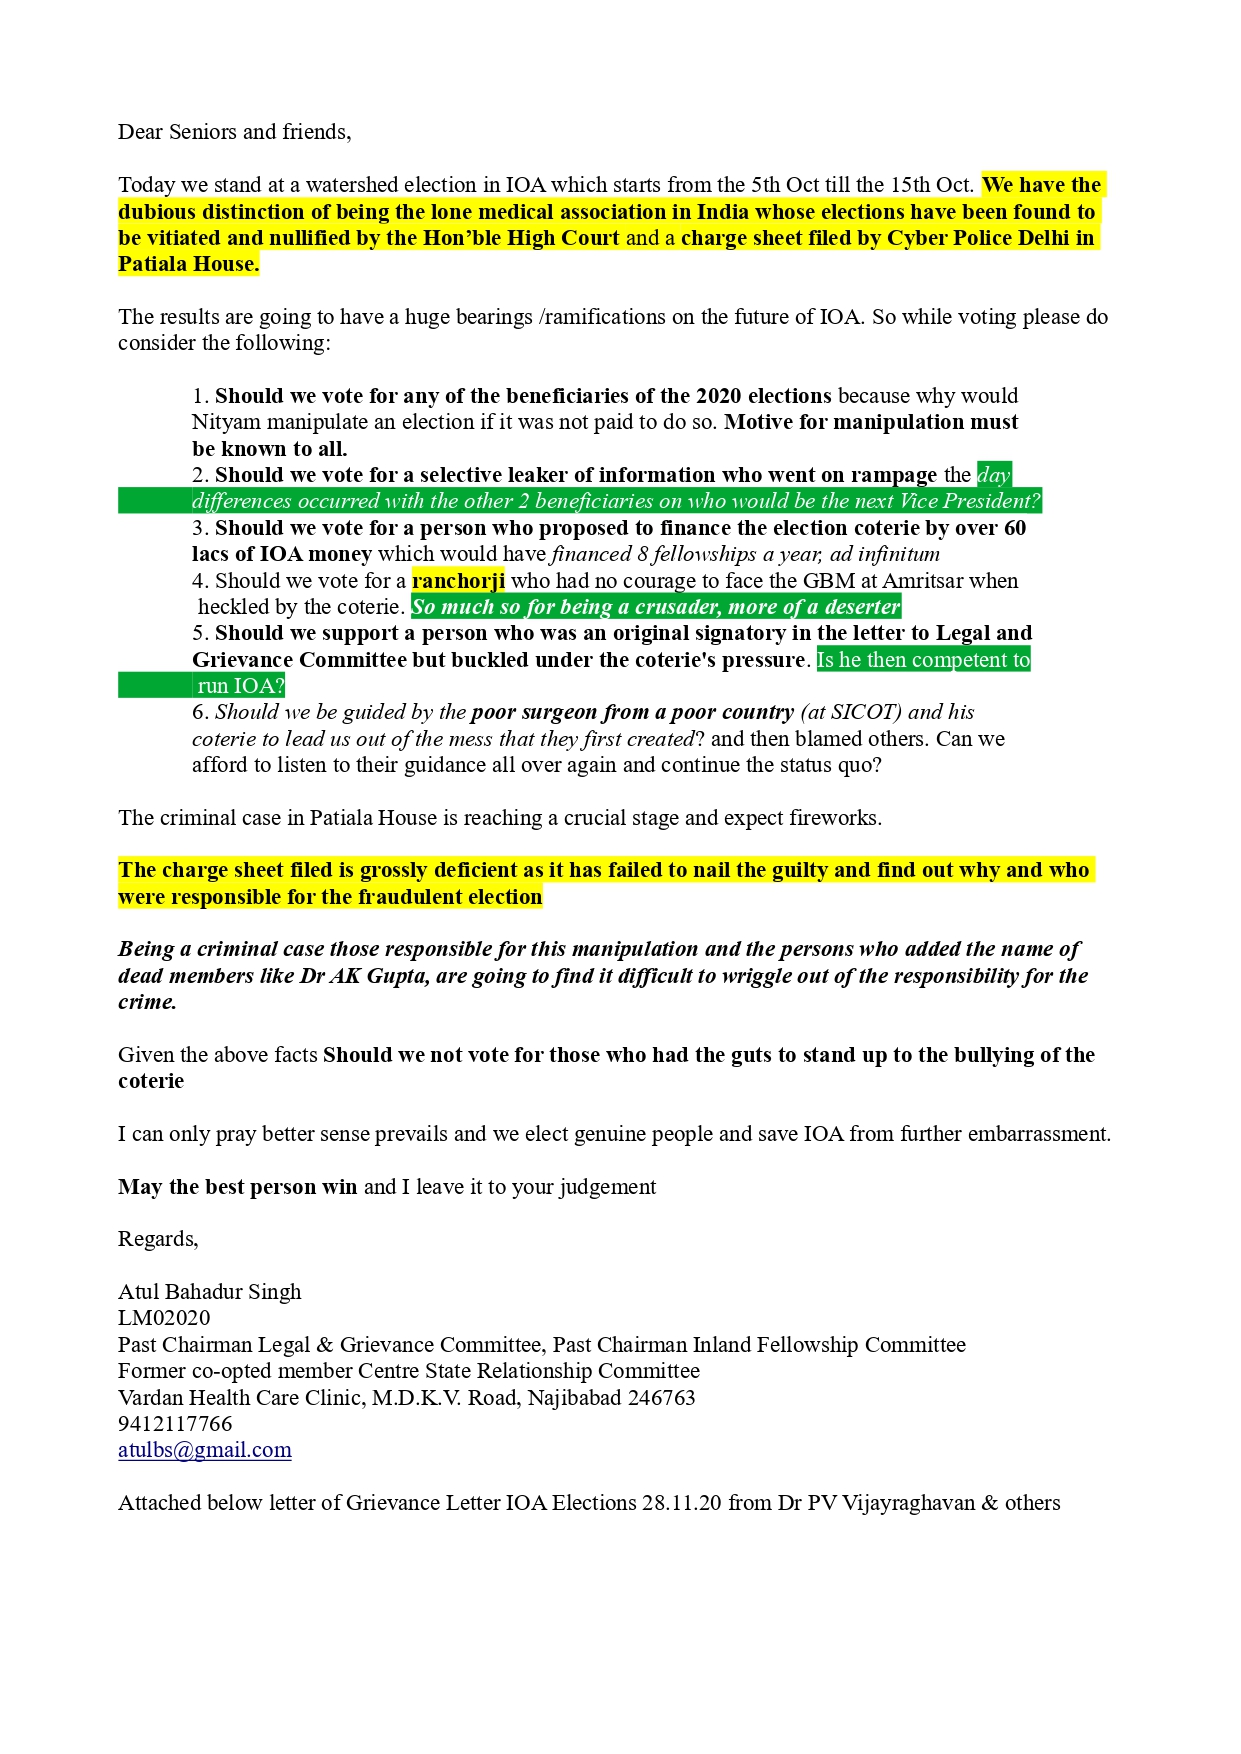 Dear Seniors and friends,
Today we stand at a watershed election in IOA which starts from the 5th Oct till the 15th Oct. We have the
dubious distinction of being the lone medical association in India whose elections have been found to
be vitiated and nullified by the Hon’ble High Court and a charge sheet filed by Cyber Police Delhi in
Patiala House.
The results are going to have a huge bearings /ramifications on the future of IOA. So while voting please do
consider the following:
1. Should we vote for any of the beneficiaries of the 2020 elections because why would
Nityam manipulate an election if it was not paid to do so. Motive for manipulation must
be known to all.
2. Should we vote for a selective leaker of information who went on rampage the day
differences occurred with the other 2 beneficiaries on who would be the next Vice President?
3. Should we vote for a person who proposed to finance the election coterie by over 60
lacs of IOA money which would have financed 8 fellowships a year, ad infinitum
4. Should we vote for a ranchorji who had no courage to face the GBM at Amritsar when
heckled by the coterie. So much so for being a crusader, more of a deserter
5. Should we support a person who was an original signatory in the letter to Legal and
Grievance Committee but buckled under the coterie's pressure. Is he then competent to
run IOA?
6. Should we be guided by the poor surgeon from a poor country (at SICOT) and his
coterie to lead us out of the mess that they first created? and then blamed others. Can we
afford to listen to their guidance all over again and continue the status quo?
The criminal case in Patiala House is reaching a crucial stage and expect fireworks.
The charge sheet filed is grossly deficient as it has failed to nail the guilty and find out why and who
were responsible for the fraudulent election
Being a criminal case those responsible for this manipulation and the persons who added the name of
dead members like Dr AK Gupta, are going to find it difficult to wriggle out of the responsibility for the
crime.
Given the above facts Should we not vote for those who had the guts to stand up to the bullying of the
coterie
I can only pray better sense prevails and we elect genuine people and save IOA from further embarrassment.
May the best person win and I leave it to your judgement
Regards,
Atul Bahadur Singh
LM02020
Past Chairman Legal & Grievance Committee, Past Chairman Inland Fellowship Committee
Former co-opted member Centre State Relationship Committee
Vardan Health Care Clinic, M.D.K.V. Road, Najibabad 246763
9412117766
atulbs@gmail.com
Attached below letter of Grievance Letter IOA Elections 28.11.20 from Dr PV Vijayraghavan & others